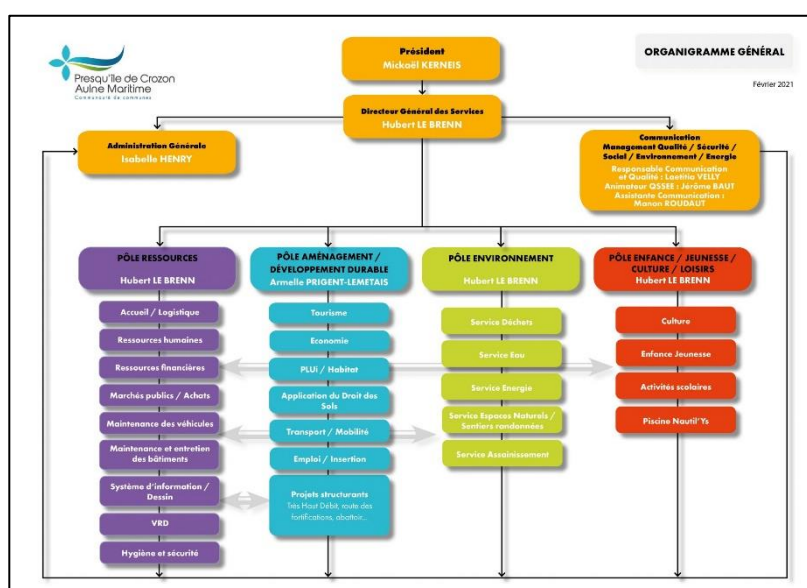 Presqu'île de Crozon
Aulne Maritime
Communauté de communes
Président
Mickaël KERNEIS
ORGANIGRAMME GÉNÉRAL
Février 2021
Directeur Général des Services
Hubert LE BRENN
Administration Générale
Isabelle HENRY
Communication
Management Qualité / Sécurité /
Social / Environnement / Energie
Responsable Communication
et Qualité : Laetitia VELLY
Animateur QSSEE : Jérôme BAUT
Assistante Communication :
Manon ROUDAUT
PÔLE RESSOURCES
Hubert LE BRENN
Accueil / Logistique
Ressources humaines
Ressources financières
Marchés publics / Achats
Maintenance des véhicules
Maintenance et entretien
des bâtiments
Système d'information /
Dessin
VRD
Hygiène et sécurité
PÔLE AMÉNAGEMENT /
DÉVELOPPEMENT DURABLE
Armelle PRIGENT-LEMETAIS
Tourisme
Economie
PLUi / Habitat
Application du Droit des
Sols
Transport / Mobilité
Emploi / Insertion
Projets structurants
Très Haut Débit, route des
fortifications, abattoir...
PÔLE ENVIRONNEMENT
Hubert LE BRENN
Service Déchets
Service Eau
Service Energie
Service Espaces Naturels /
Sentiers randonnées
Service Assainissement
PÔLE ENFANCE / JEUNESSE /
CULTURE / LOISIRS
Hubert LE BRENN
Culture
Enfance Jeunesse
Activités scolaires
Piscine Nautil'Ys